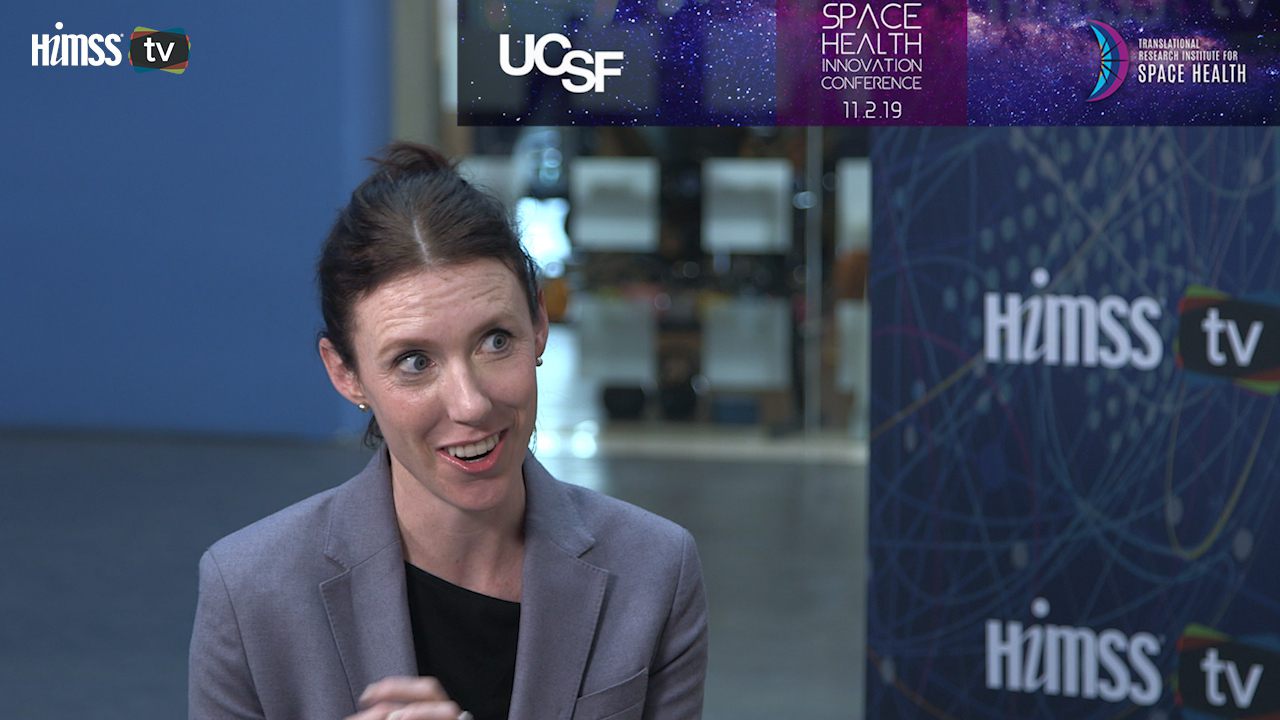 HiMSS tv
UCSF
SPACE
HEALTH
INNOVATION
CONFERENCE
11.2.19
TRANSLATIONAL
RESEARCH INSTITUTE FOR
SPACE HEALTH
HiMSS tv
HiMSS tv